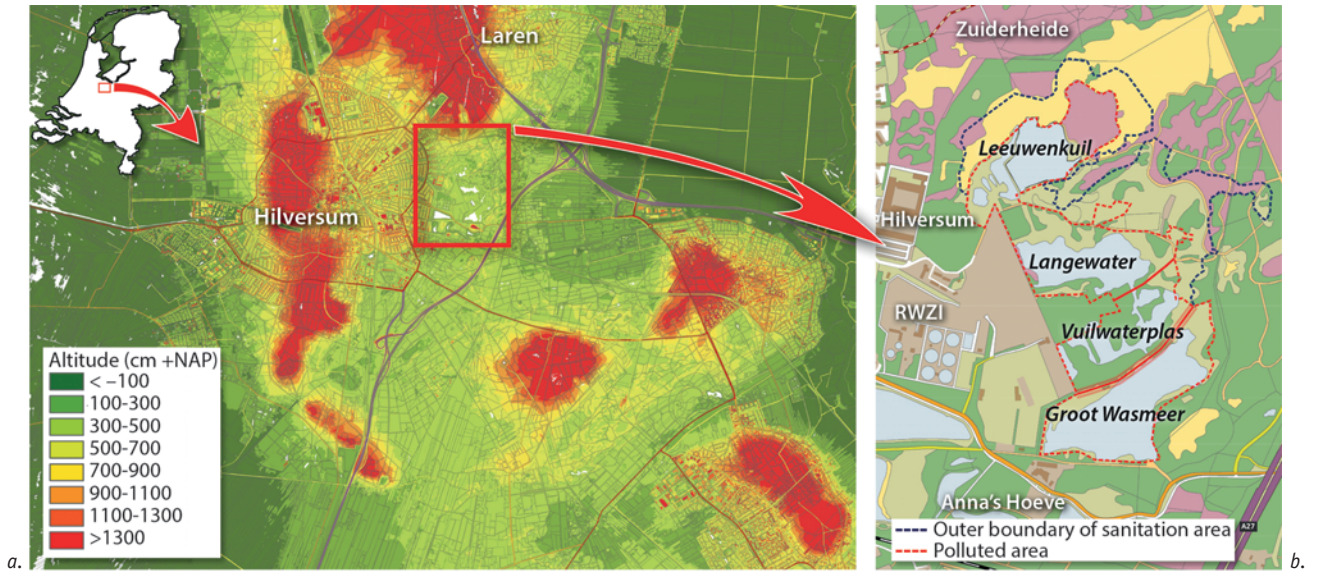 Laren
Hilversum
Altitude (cm +NAP)
< –100
100-300
300-500
500-700
700-900
900-1100
1100-1300
>1300
a.
Zuiderheide
Leeuwenkuil
Hilversum
Langewater
RWZI
Vuilwaterplas
Groot Wasmeer
Anna's Hoeve
A27
Outer boundary of sanitation area
Polluted area
b.